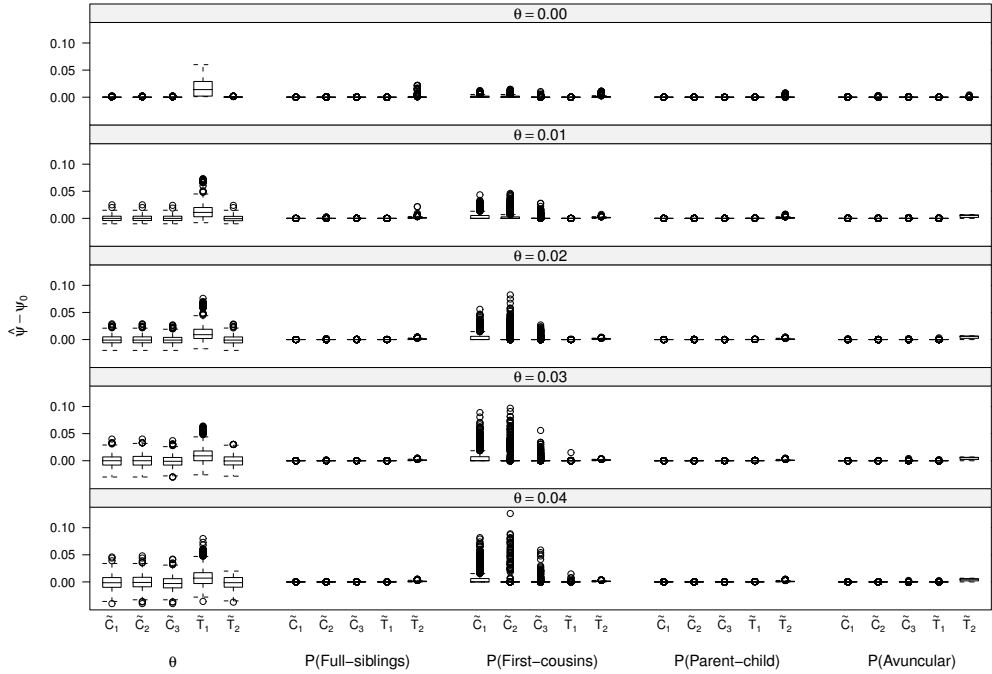 θ = 0.00
0.10
0.05
0.00
θ = 0.01
0.10
0.05
0.00
θ = 0.02
0.10
0.05
0.00
θ = 0.03
0.10
0.05
0.00
θ = 0.04
0.10
0.05
0.00
ψ̂ − ψ₀
C̃₁ C̃₂ C̃₃ T̃₁ T̃₂ C̃₁ C̃₂ C̃₃ T̃₁ T̃₂ C̃₁ C̃₂ C̃₃ T̃₁ T̃₂ C̃₁ C̃₂ C̃₃ T̃₁ T̃₂ C̃₁ C̃₂ C̃₃ T̃₁ T̃₂
θ P(Full−siblings) P(First−cousins) P(Parent−child) P(Avuncular)